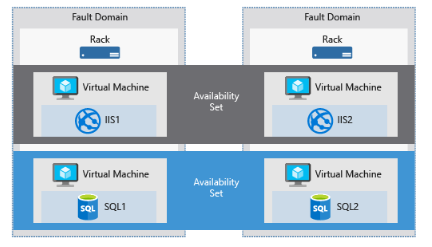 Fault Domain
Fault Domain
Rack
Rack
Virtual Machine
Availability
Set
Virtual Machine
IIS1
IIS2
Virtual Machine
Availability
Set
Virtual Machine
SQL
SQL1
SQL
SQL2